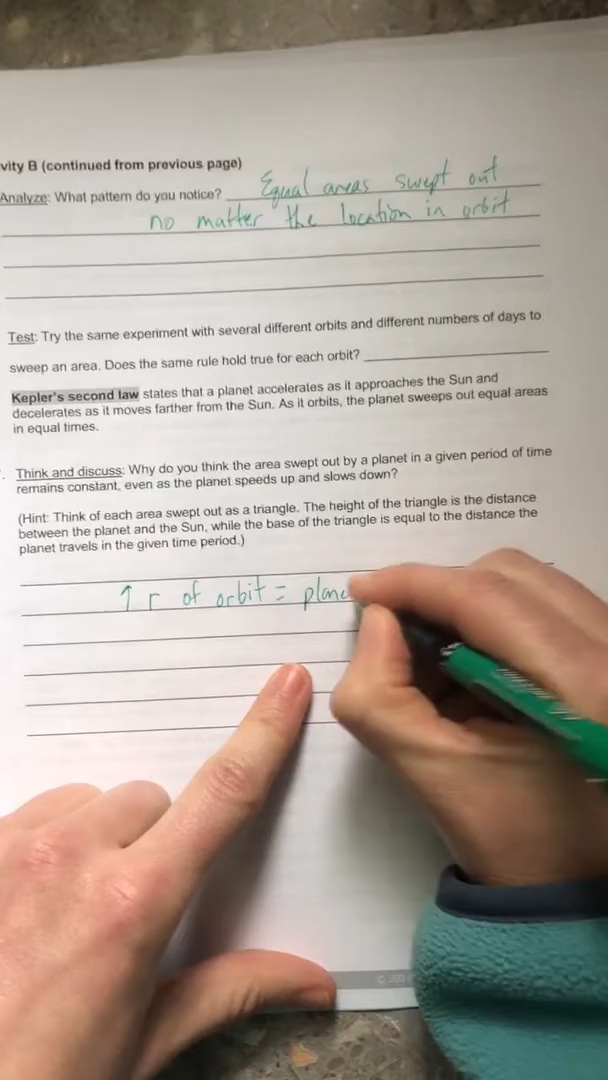 vity B (continued from previous page)
Analyze: What pattern do you notice? Equal areas swept out
no matter the location in orbit
Test: Try the same experiment with several different orbits and different numbers of days to
sweep an area. Does the same rule hold true for each orbit?
Kepler's second law states that a planet accelerates as it approaches the Sun and
decelerates as it moves farther from the Sun. As it orbits, the planet sweeps out equal areas
in equal times.
. Think and discuss: Why do you think the area swept out by a planet in a given period of time
remains constant, even as the planet speeds up and slows down?
(Hint: Think of each area swept out as a triangle. The height of the triangle is the distance
between the planet and the Sun, while the base of the triangle is equal to the distance the
planet travels in the given time period.)
↑ r of orbit = plane